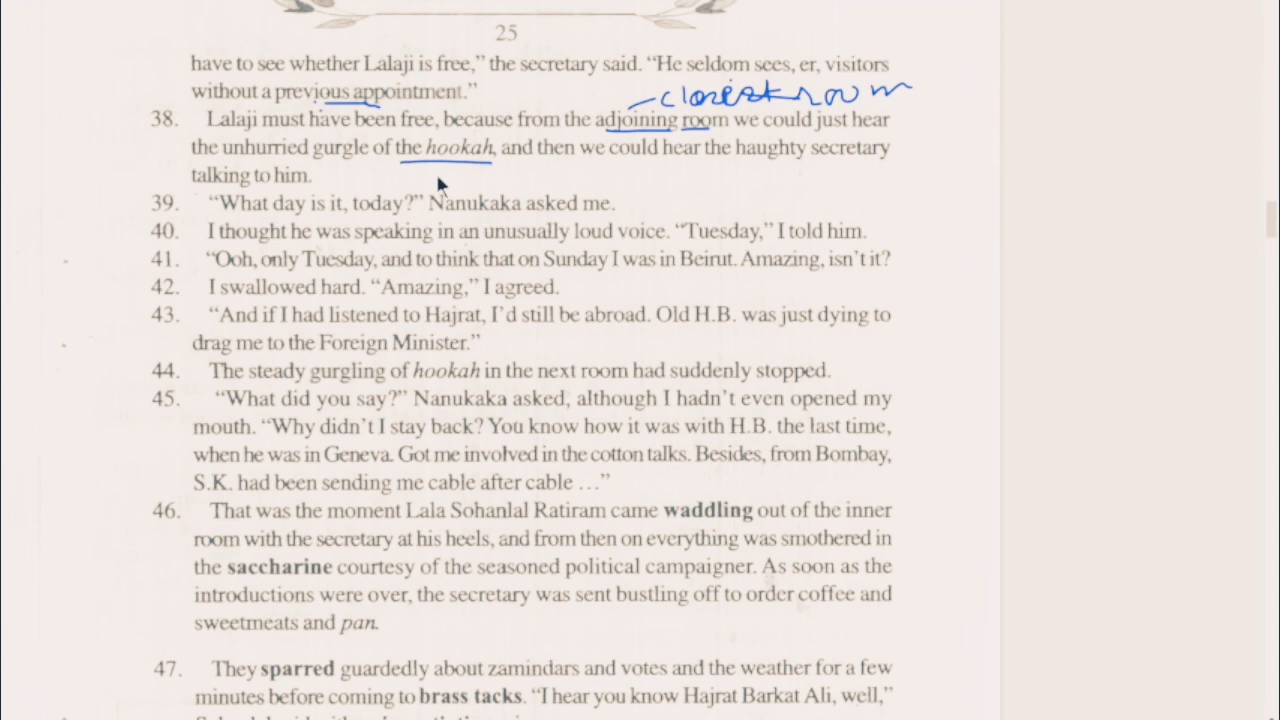 25
have to see whether Lalaji is free,” the secretary said. “He seldom sees, er, visitors
without a previous appointment.”
– closest room
38. Lalaji must have been free, because from the adjoining room we could just hear
the unhurried gurgle of the hookah, and then we could hear the haughty secretary
talking to him.
39. “What day is it, today?” Nanukaka asked me.
40. I thought he was speaking in an unusually loud voice. “Tuesday,” I told him.
41. “Ooh, only Tuesday, and to think that on Sunday I was in Beirut. Amazing, isn’t it?
42. I swallowed hard. “Amazing,” I agreed.
43. “And if I had listened to Hajrat, I’d still be abroad. Old H.B. was just dying to
drag me to the Foreign Minister.”
44. The steady gurgling of hookah in the next room had suddenly stopped.
45. “What did you say?” Nanukaka asked, although I hadn’t even opened my
mouth. “Why didn’t I stay back? You know how it was with H.B. the last time,
when he was in Geneva. Got me involved in the cotton talks. Besides, from Bombay,
S.K. had been sending me cable after cable …”
46. That was the moment Lala Sohanlal Ratiram came waddling out of the inner
room with the secretary at his heels, and from then on everything was smothered in
the saccharine courtesy of the seasoned political campaigner. As soon as the
introductions were over, the secretary was sent bustling off to order coffee and
sweetmeats and pan.
47. They sparred guardedly about zamindars and votes and the weather for a few
minutes before coming to brass tacks. “I hear you know Hajrat Barkat Ali, well,”